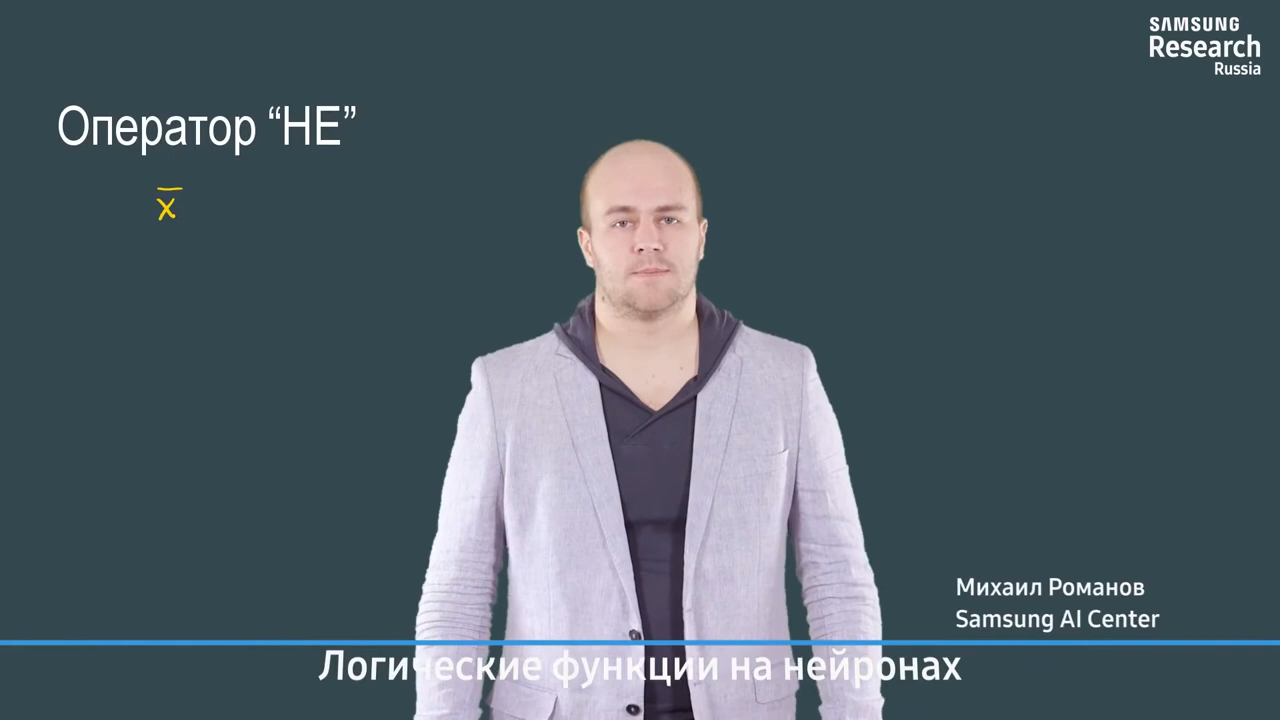 SAMSUNG
Research
Russia
Оператор “НЕ”
x̅
Михаил Романов
Samsung AI Center
Логические функции на нейронах